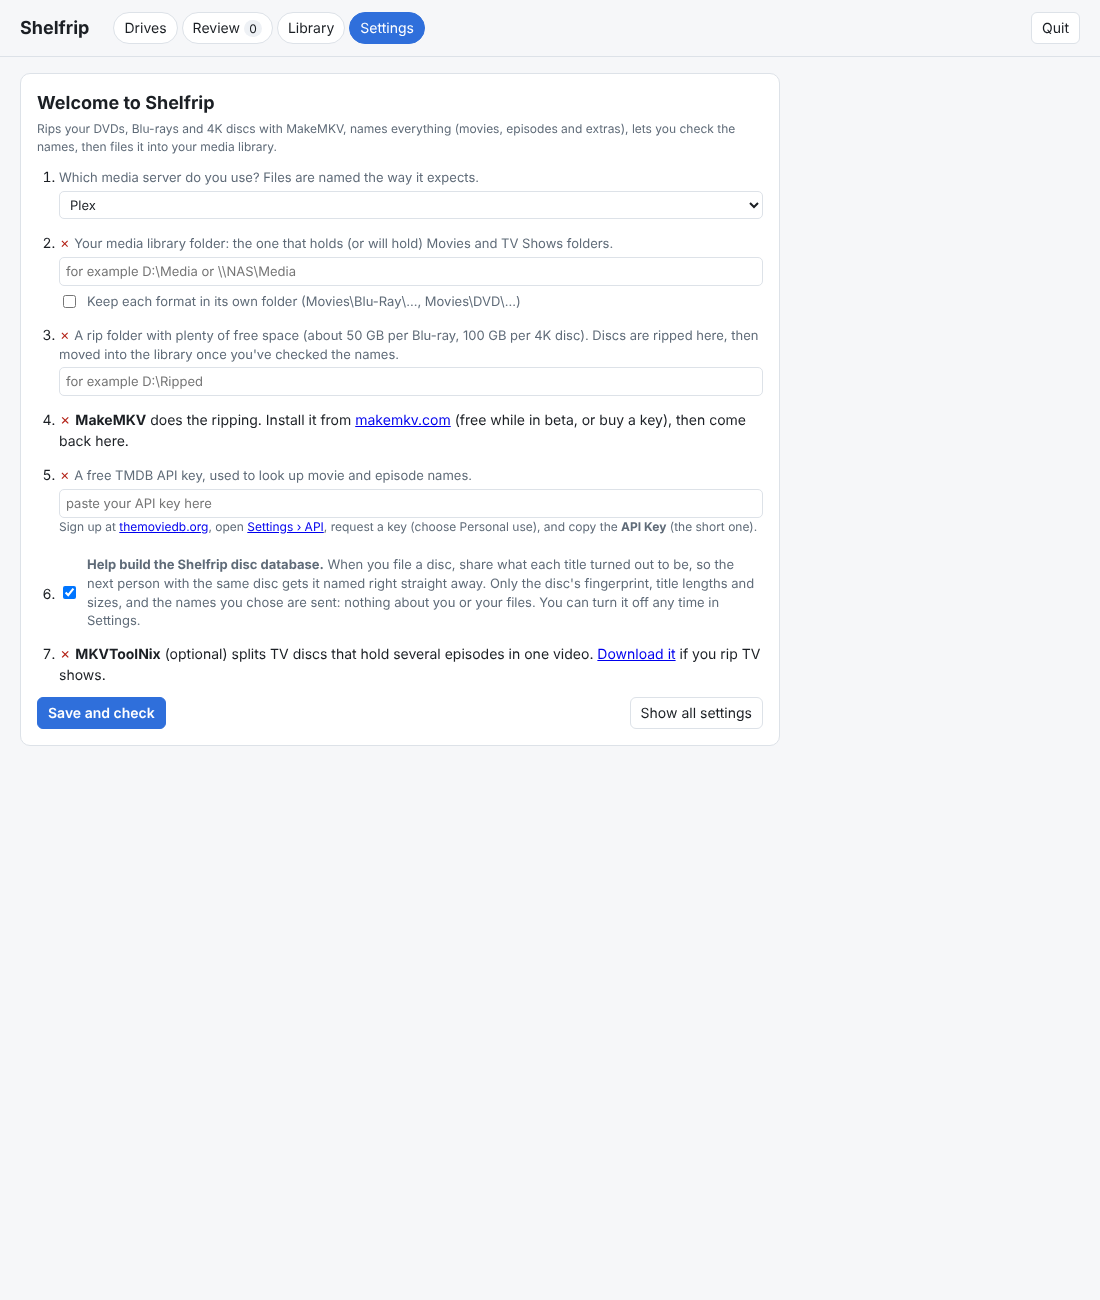 Shelfrip
Drives
Review 0
Library
Settings
Quit
Welcome to Shelfrip
Rips your DVDs, Blu-rays and 4K discs with MakeMKV, names everything (movies, episodes and extras), lets you check the
names, then files it into your media library.
1. Which media server do you use? Files are named the way it expects.
Plex
2. × Your media library folder: the one that holds (or will hold) Movies and TV Shows folders.
for example D:\Media or \\NAS\Media
Keep each format in its own folder (Movies\Blu-Ray\..., Movies\DVD\...)
3. × A rip folder with plenty of free space (about 50 GB per Blu-ray, 100 GB per 4K disc). Discs are ripped here, then
moved into the library once you've checked the names.
for example D:\Ripped
4. × MakeMKV does the ripping. Install it from makemkv.com (free while in beta, or buy a key), then come
back here.
5. × A free TMDB API key, used to look up movie and episode names.
paste your API key here
Sign up at themoviedb.org, open Settings › API, request a key (choose Personal use), and copy the API Key (the short one).
6. Help build the Shelfrip disc database. When you file a disc, share what each title turned out to be, so the
next person with the same disc gets it named right straight away. Only the disc's fingerprint, title lengths and
sizes, and the names you chose are sent: nothing about you or your files. You can turn it off any time in
Settings.
7. × MKVToolNix (optional) splits TV discs that hold several episodes in one video. Download it if you rip TV
shows.
Save and check
Show all settings